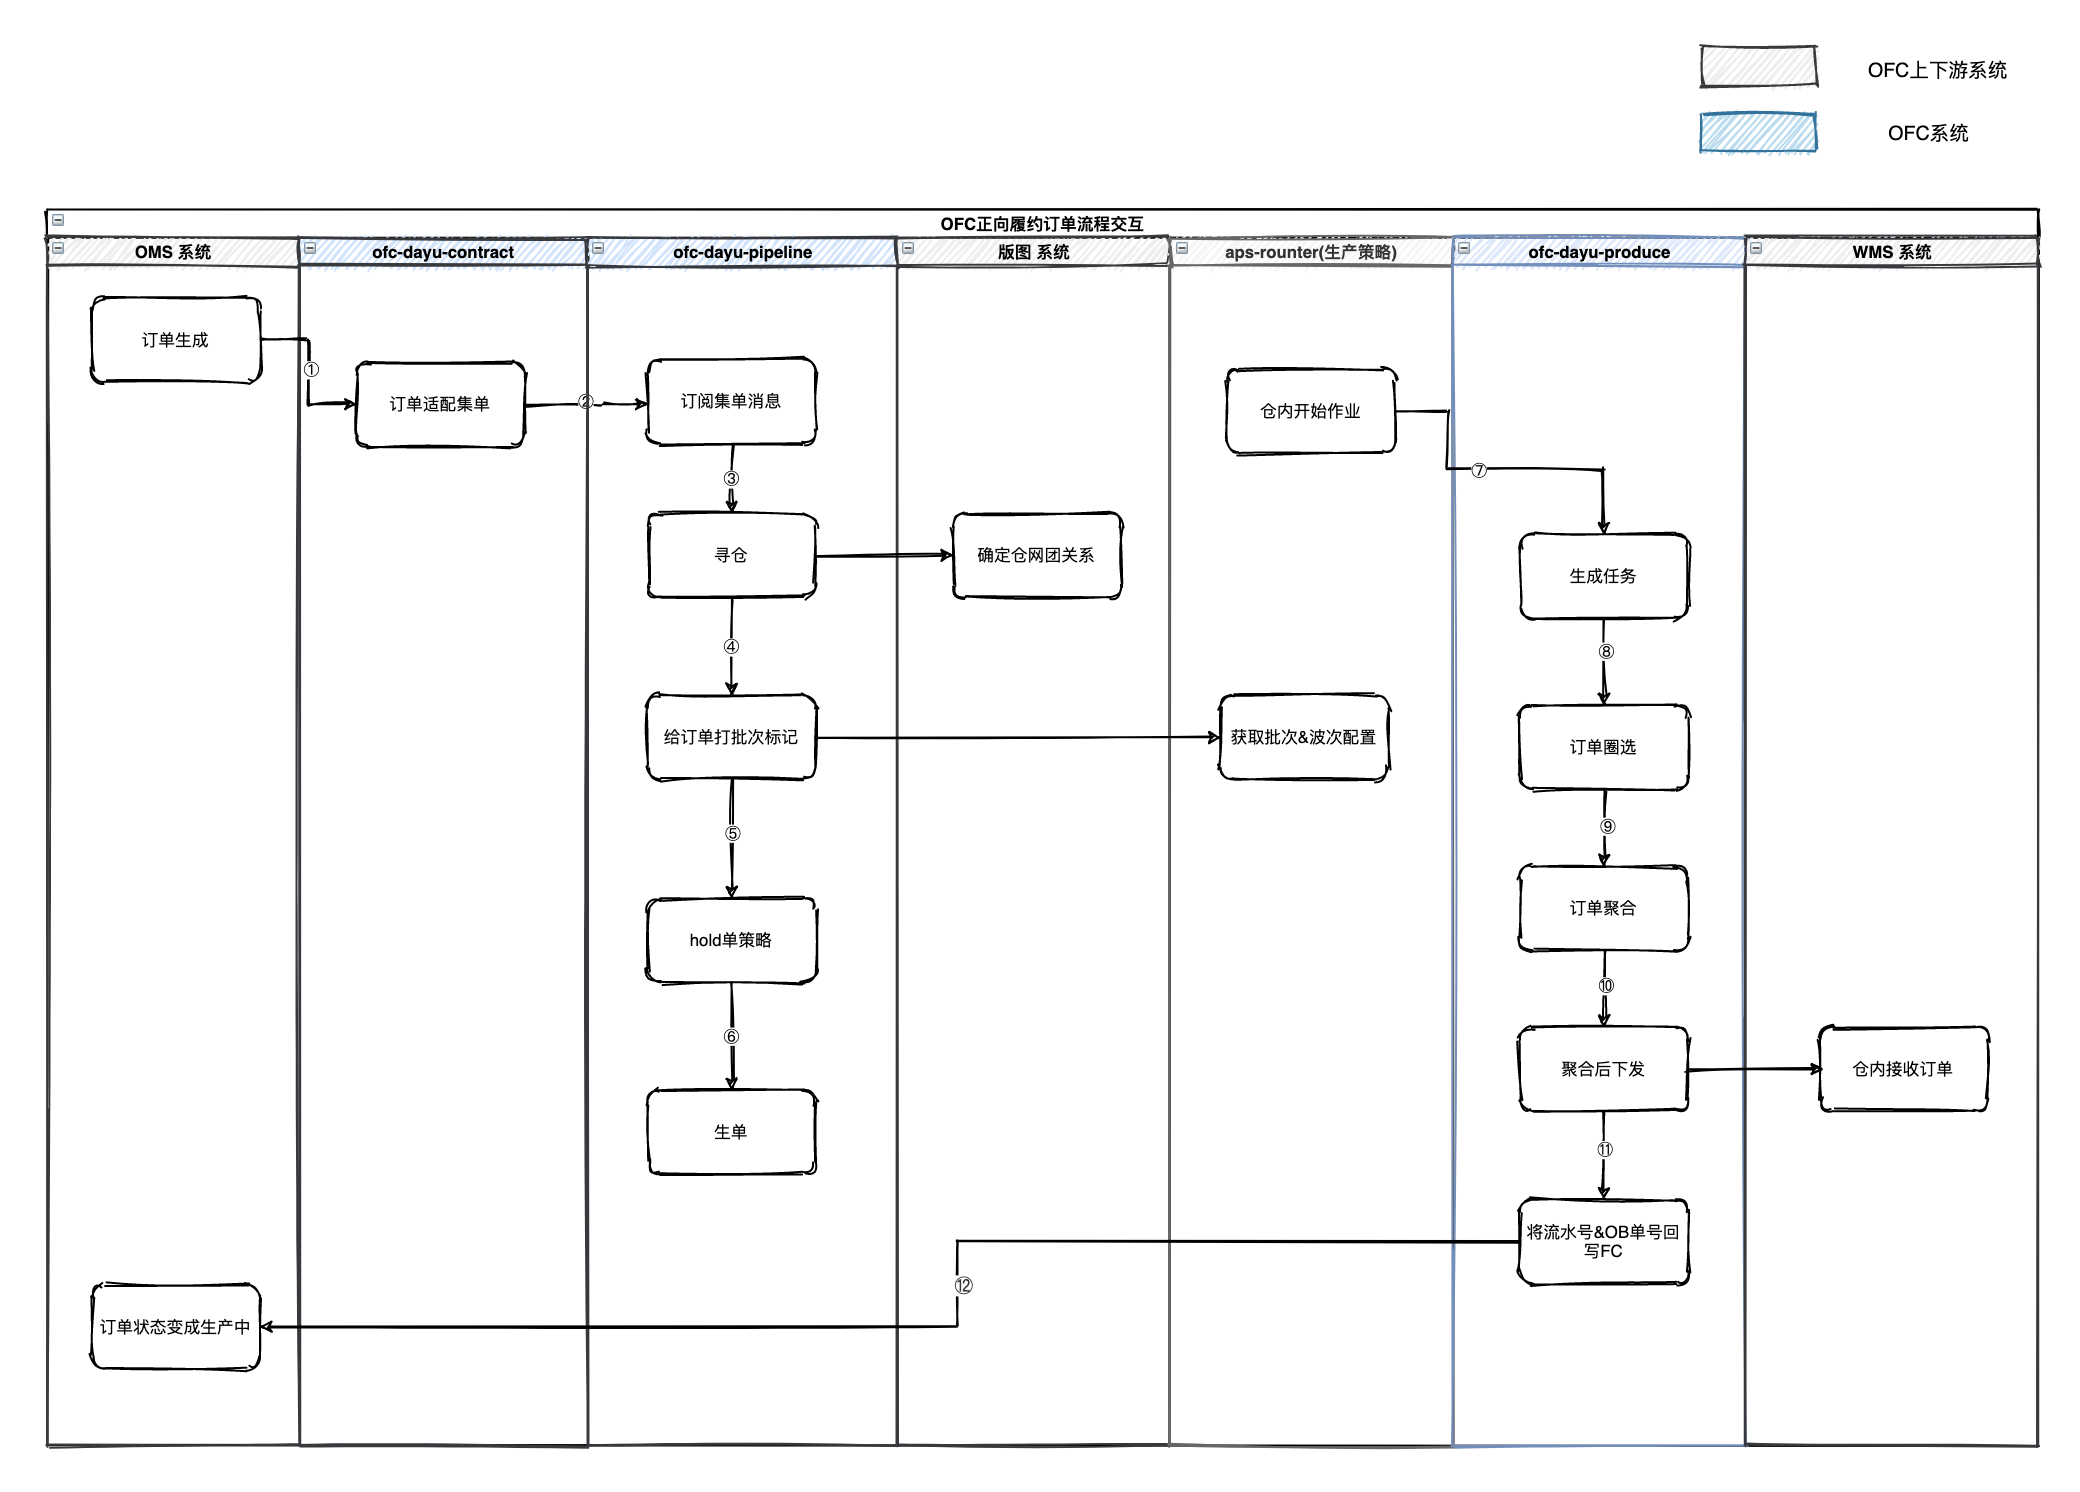 OFC上下游系统
OFC系统
OFC正向履约订单流程交互
OMS 系统
ofc-dayu-contract
ofc-dayu-pipeline
版图 系统
aps-rounter(生产策略)
ofc-dayu-produce
WMS 系统
订单生成
①
订单适配集单
②
订阅集单消息
仓内开始作业
③
⑦
寻仓
确定仓网团关系
生成任务
④
⑧
给订单打批次标记
获取批次&波次配置
订单圈选
⑤
⑨
hold单策略
订单聚合
⑥
⑩
生单
聚合后下发
仓内接收订单
⑪
将流水号&OB单号回
写FC
⑫
订单状态变成生产中